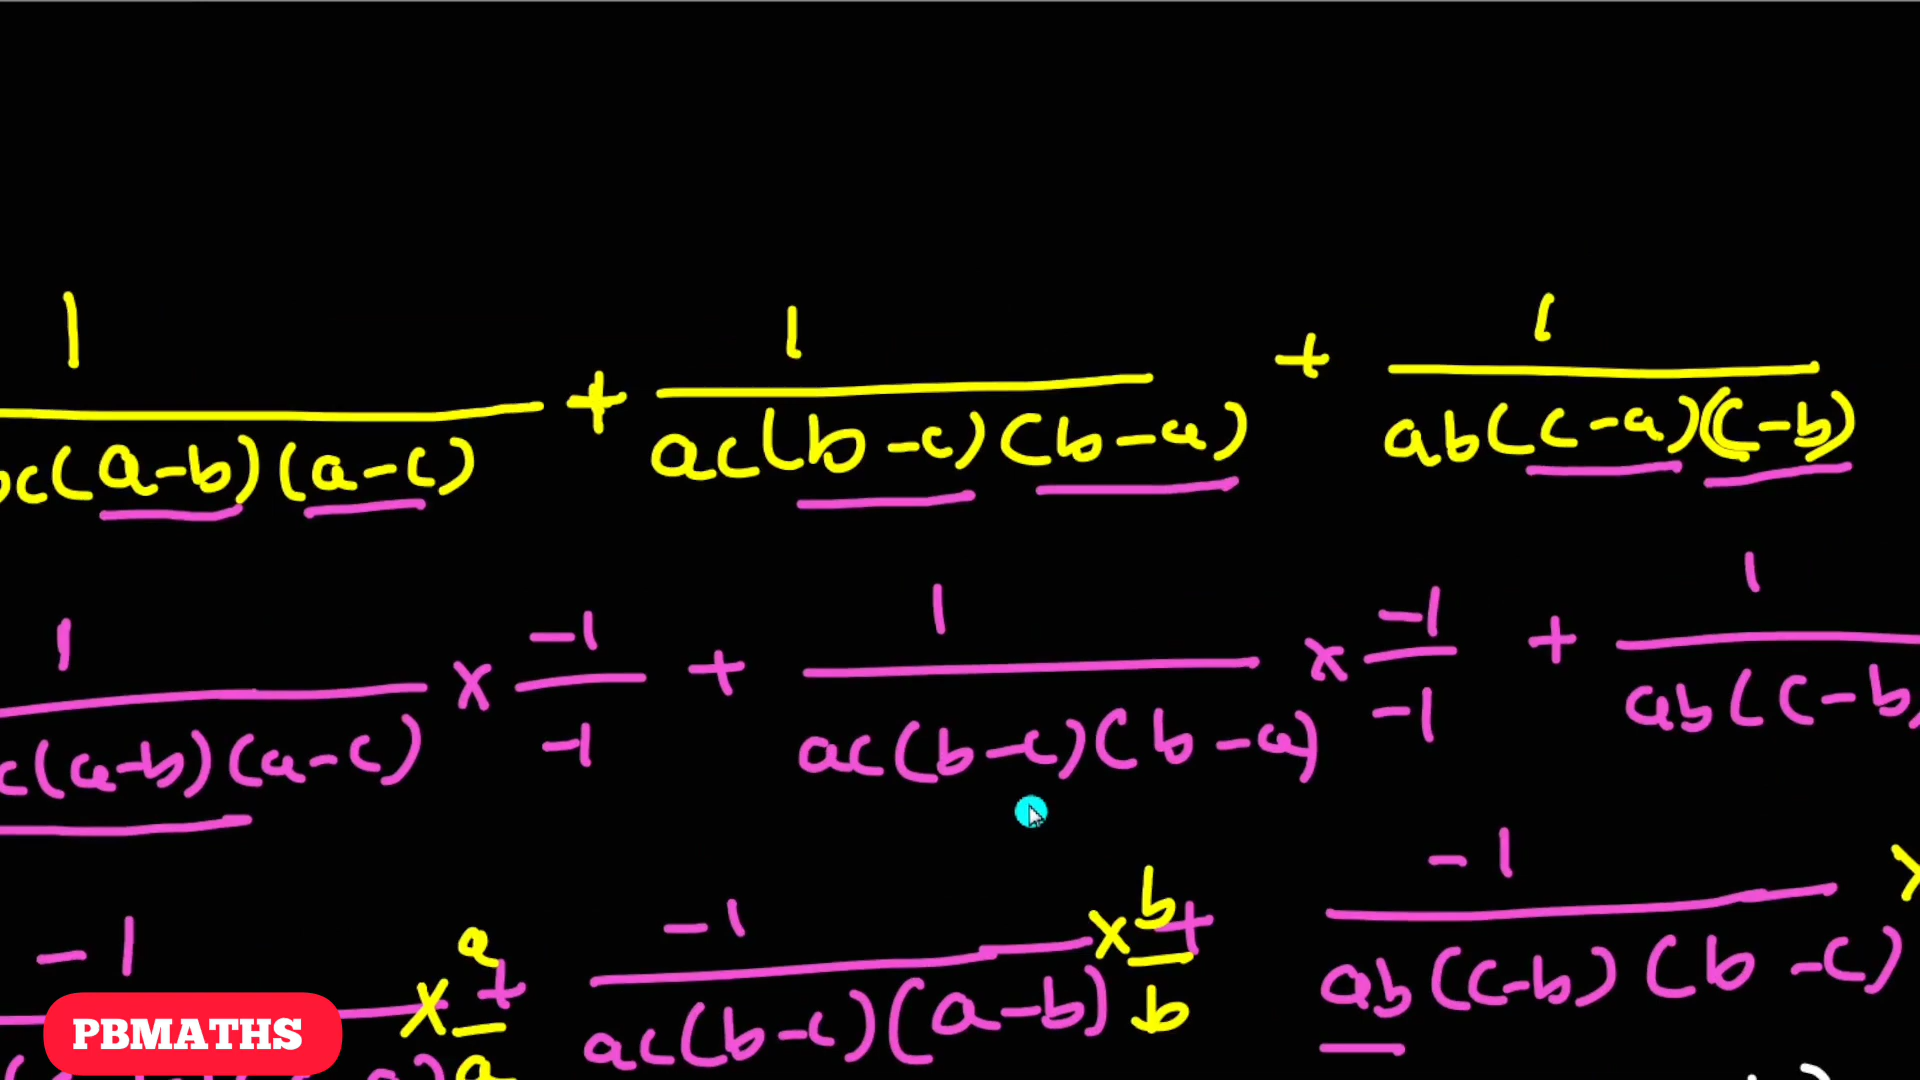 1/bc(a-b)(a-c) + 1/ac(b-c)(b-a) + 1/ab(c-a)(c-b)
1/c(a-b)(a-c) × -1/-1 + 1/ac(b-c)(b-a) × -1/-1 + 1/ab(c-b)
-1 × a/a + -1/ac(b-c)(a-b) × b/b + -1/ab(c-b)(b-c) ×
PBMATHS